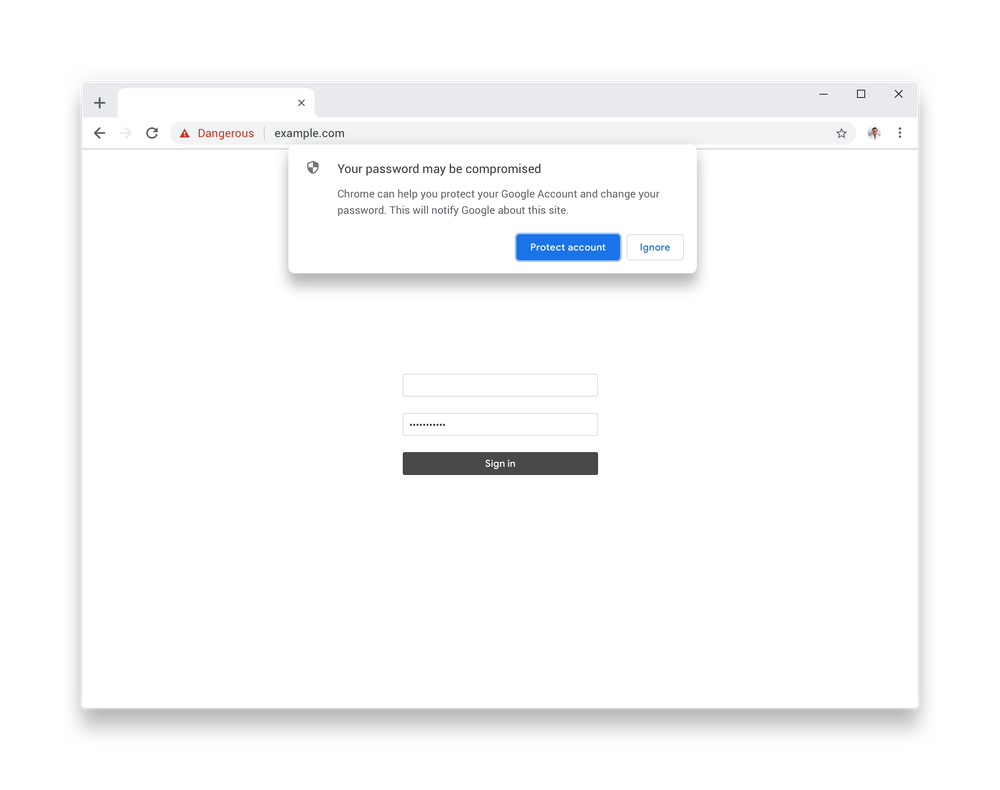 Dangerous example.com
Your password may be compromised
Chrome can help you protect your Google Account and change your
password. This will notify Google about this site.
Protect account Ignore
Sign in